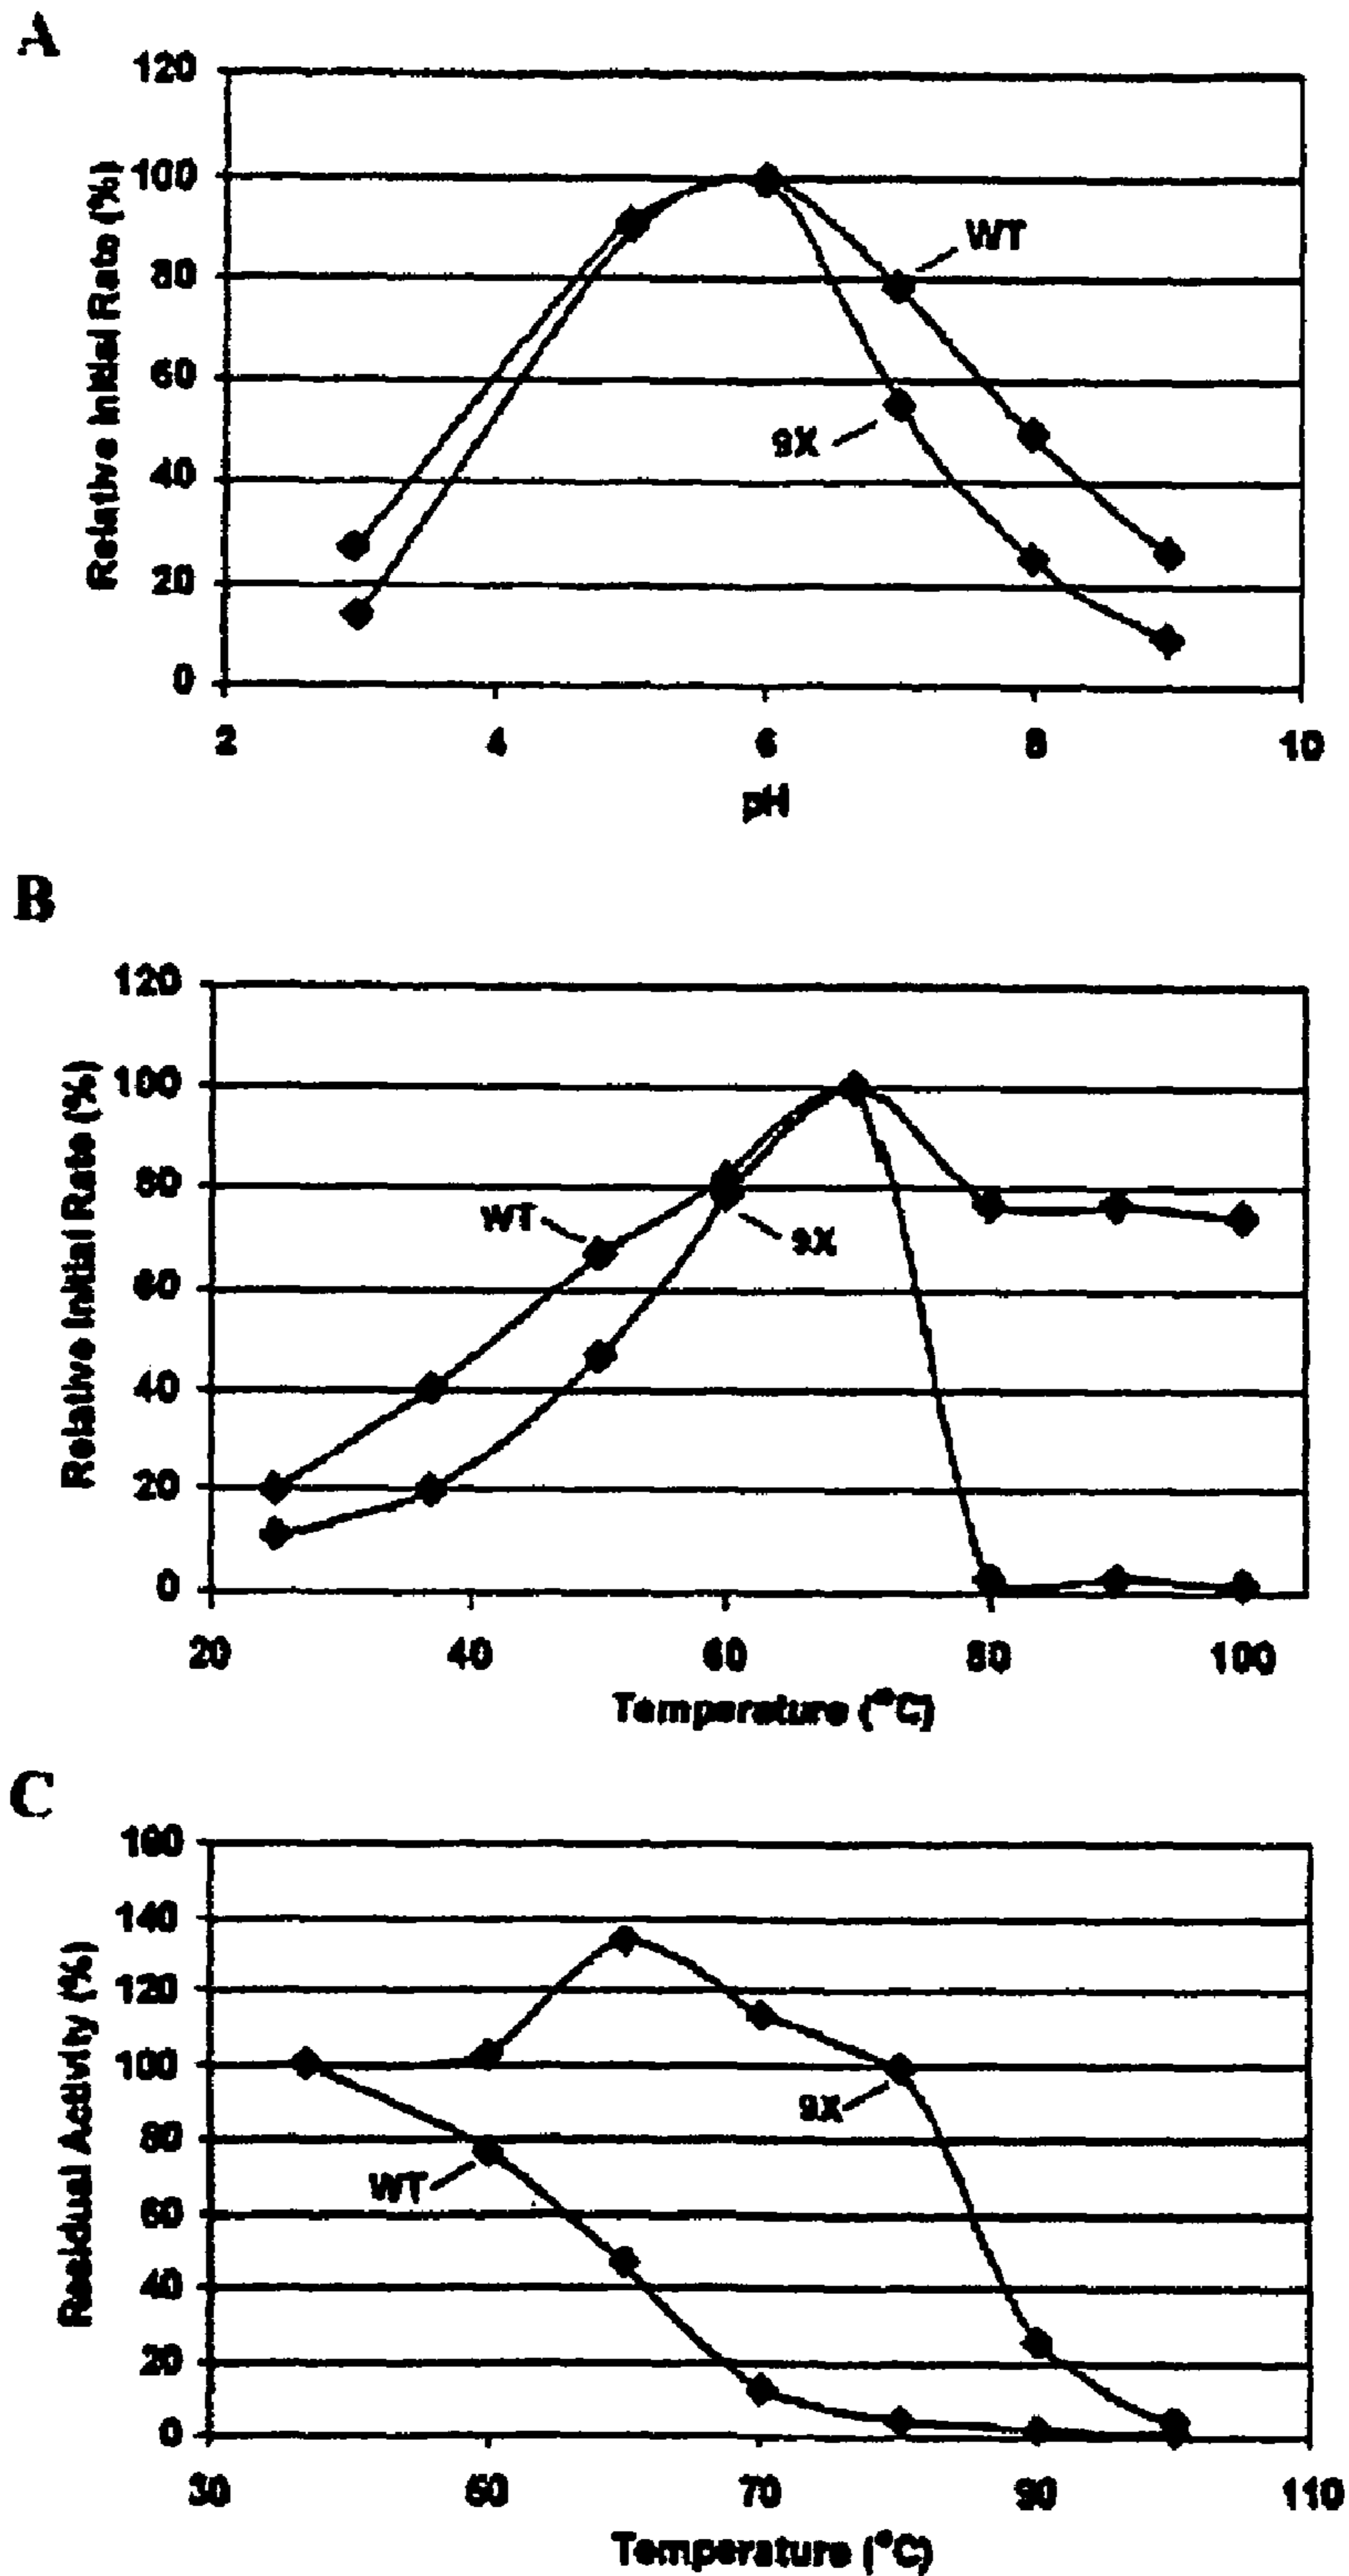 A
120
100
80
60
40
20
0
Relative Initial Rate (%)
WT
9X
2 4 6 8 10
pH
B
120
100
80
60
40
20
0
Relative Initial Rate (%)
WT
9X
20 40 60 80 100
Temperature (°C)
C
160
140
120
100
80
60
40
20
0
Residual Activity (%)
9X
WT
30 50 70 90 110
Temperature (°C)